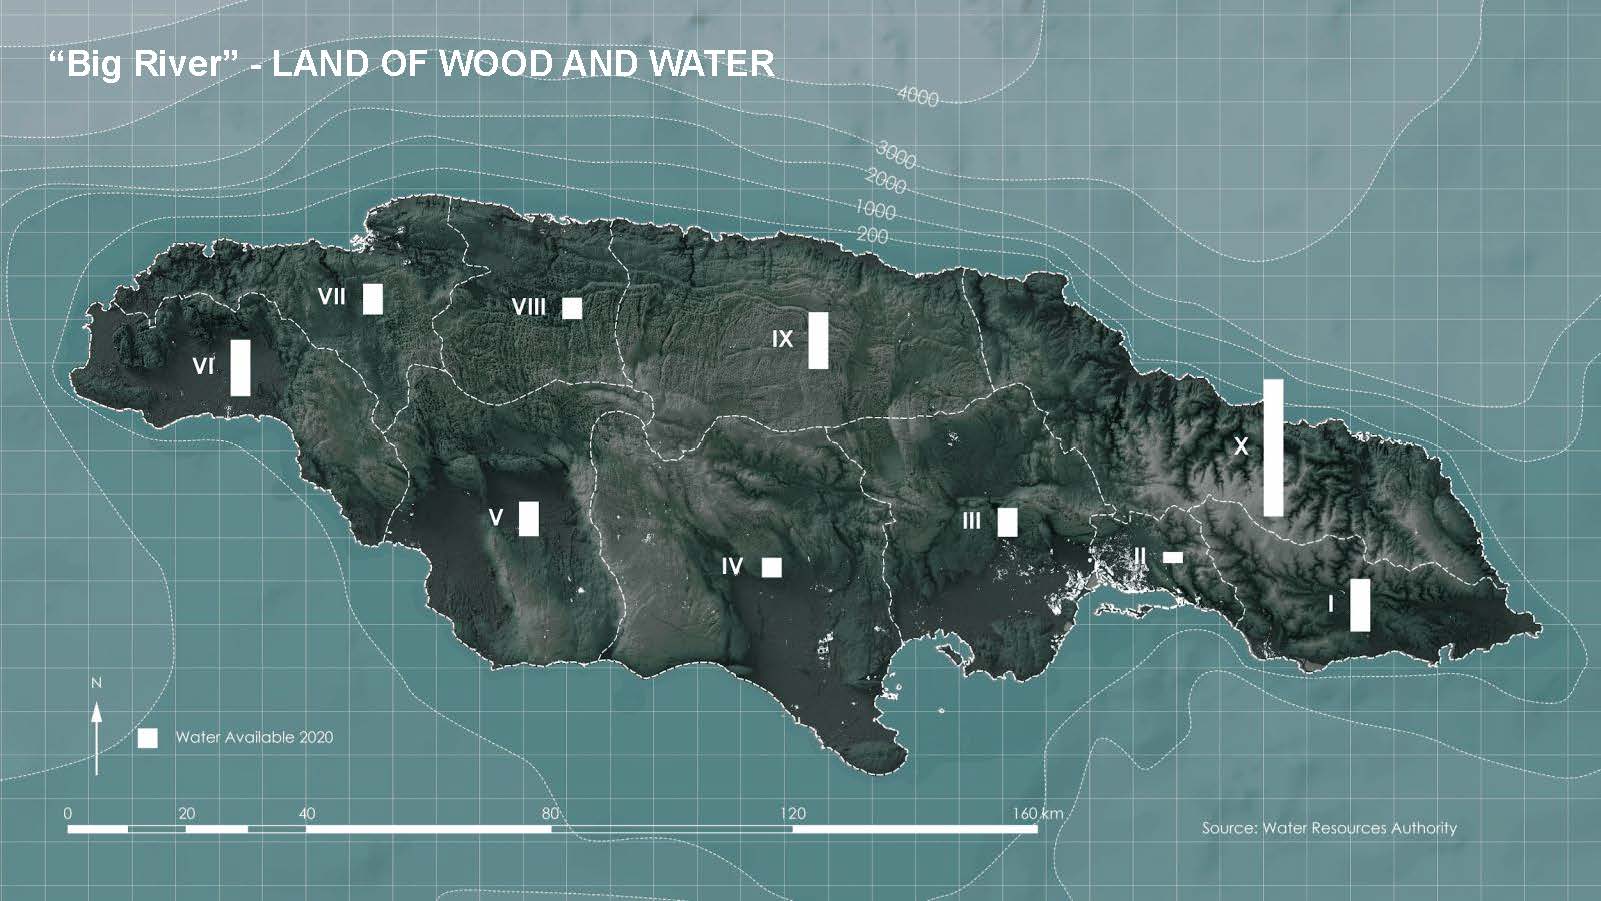 “Big River” - LAND OF WOOD AND WATER
4000
3000
2000
1000
200
VII
VIII
IX
VI
X
V
III
IV
II
I
N
Water Available 2020
0 20 40 80 120 160 km
Source: Water Resources Authority